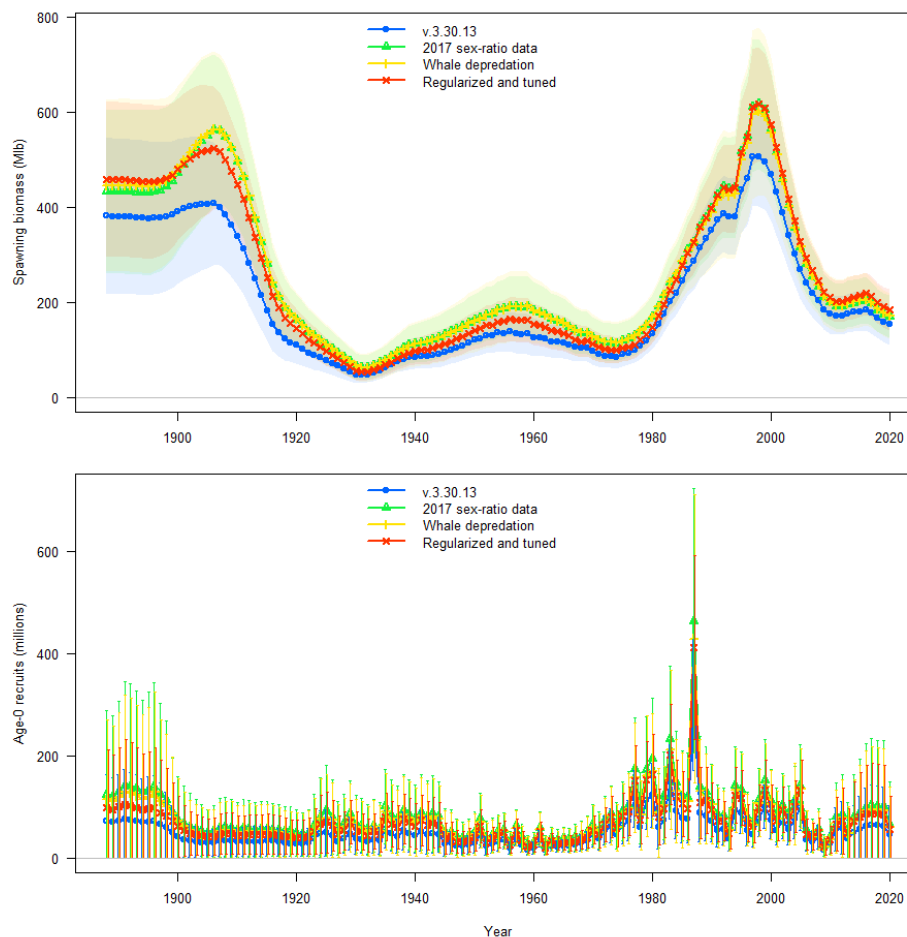 800
600
400
200
0
Spawning biomass (Mlb)
v.3.30.13
2017 sex-ratio data
Whale depredation
Regularized and tuned
1900 1920 1940 1960 1980 2000 2020
600
400
200
0
Age-0 recruits (millions)
v.3.30.13
2017 sex-ratio data
Whale depredation
Regularized and tuned
1900 1920 1940 1960 1980 2000 2020
Year